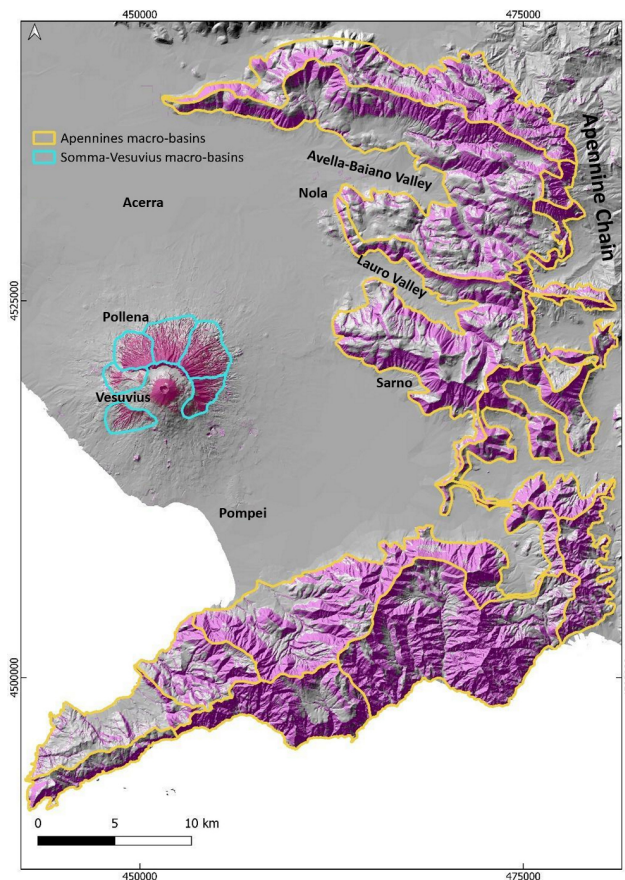 450000 475000
Apennines macro-basins
Somma-Vesuvius macro-basins
Apennine Chain
Avella-Baiano Valley
Nola
Acerra
Lauro Valley
4525000
Pollena
Vesuvius
Sarno
Pompei
4500000
0 5 10 km
450000 475000